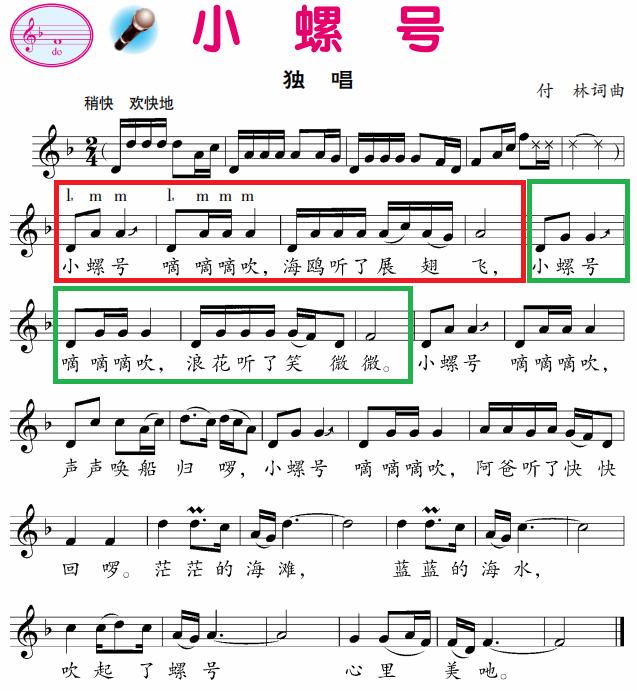 do
小螺号
独 唱
付 林词曲
稍快 欢快地
2
4
l, m m l, m m m
小螺号 嘀嘀嘀吹,海鸥听了展翅飞,小螺号
嘀嘀嘀吹, 浪花听了笑微微。小螺号 嘀嘀嘀吹,
声声唤船归啰,小螺号 嘀嘀嘀吹,阿爸听了快快
回啰。茫茫的海滩, 蓝蓝的海水,
吹起了螺号 心里美吔。